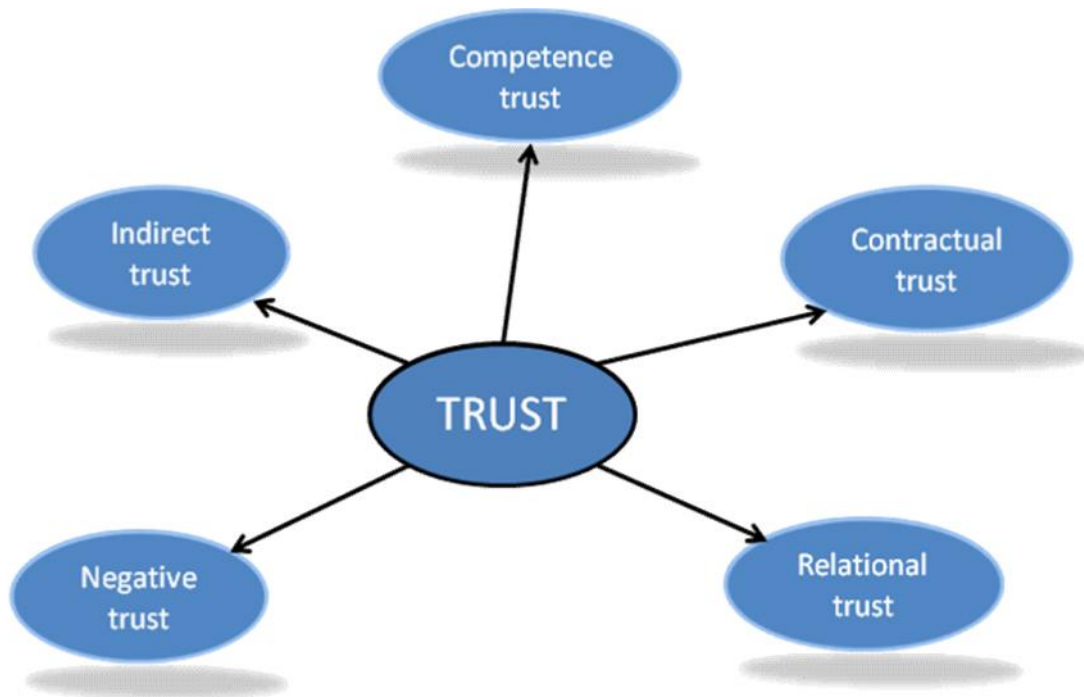 Competence
trust
Indirect
trust
Contractual
trust
TRUST
Negative
trust
Relational
trust